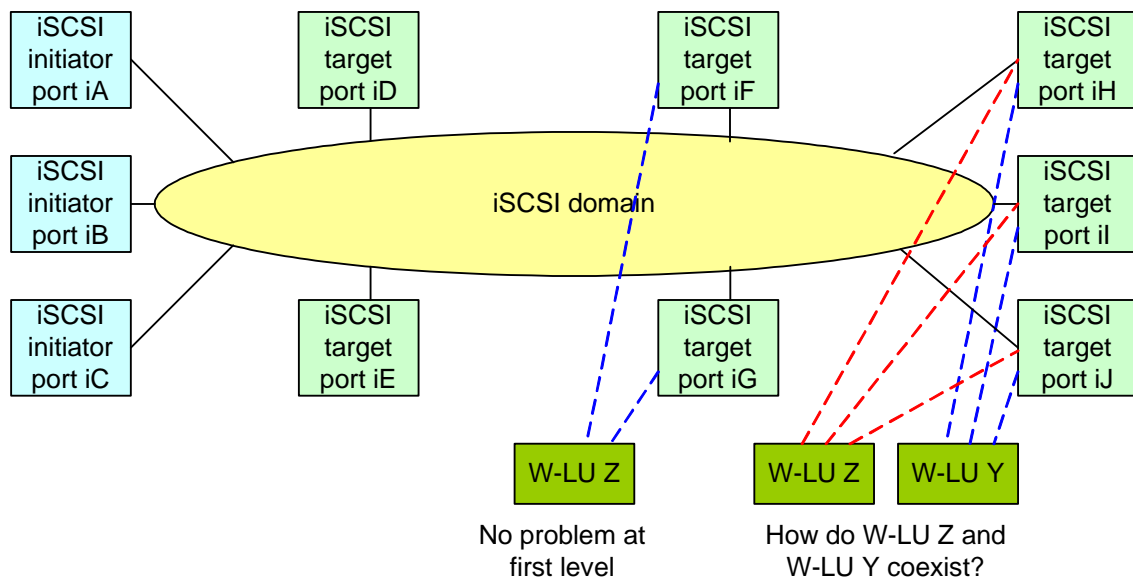 iSCSI
initiator
port iA
iSCSI
target
port iD
iSCSI
target
port iF
iSCSI
target
port iH
iSCSI
initiator
port iB
iSCSI domain
iSCSI
target
port iI
iSCSI
initiator
port iC
iSCSI
target
port iE
iSCSI
target
port iG
iSCSI
target
port iJ
W-LU Z
W-LU Z
W-LU Y
No problem at
first level
How do W-LU Z and
W-LU Y coexist?